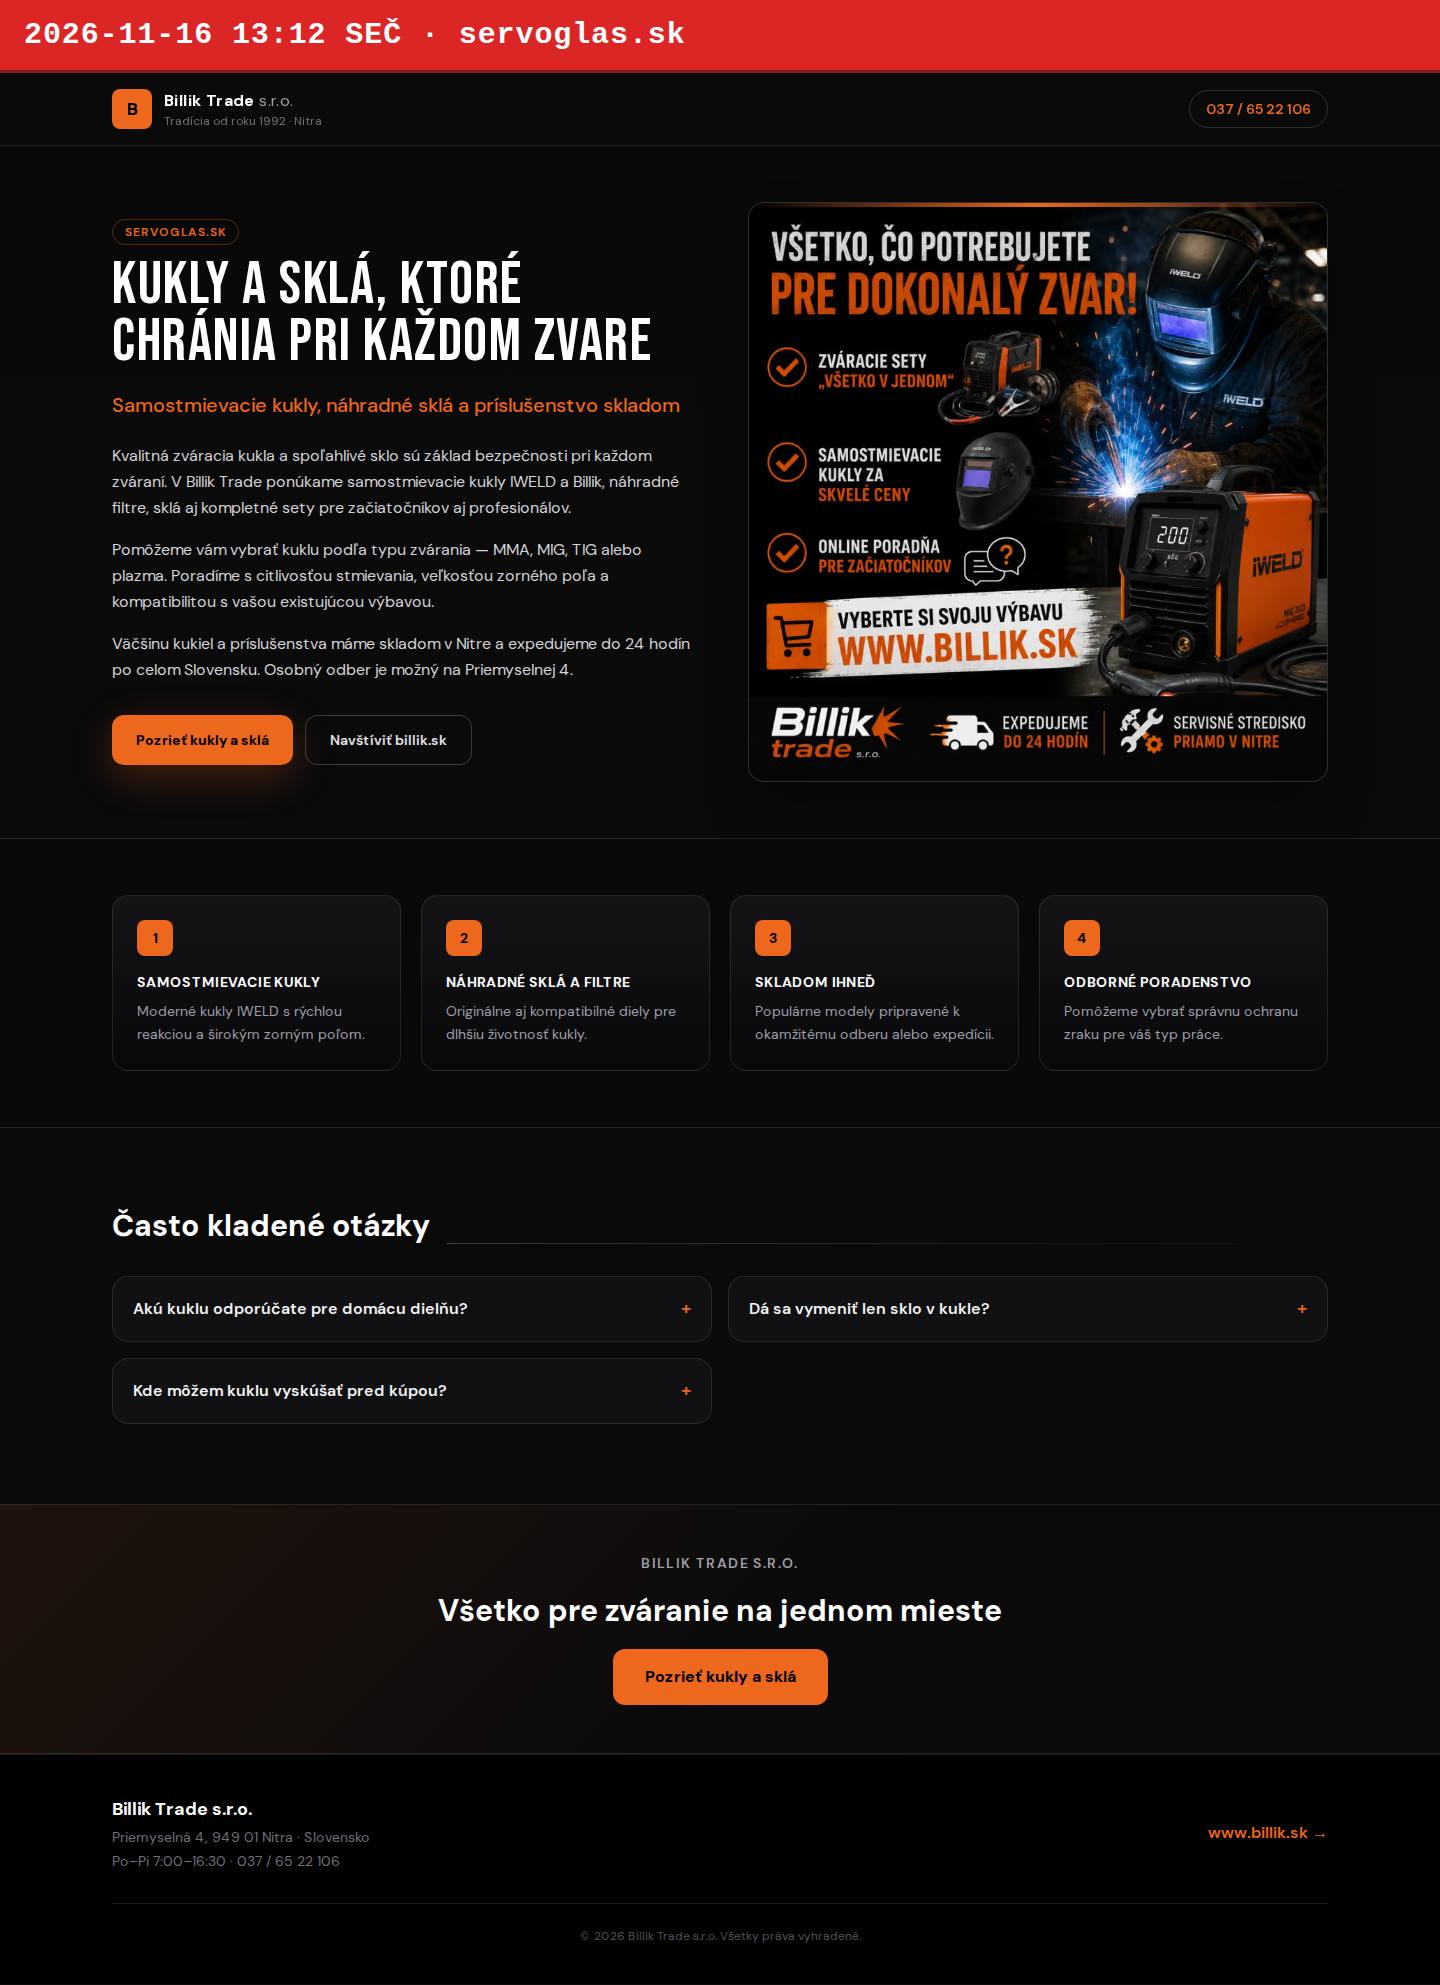 2026-11-16 13:12 SEČ · servoglas.sk
B
Billik Trade s.r.o.
Tradícia od roku 1992 · Nitra
037 / 65 22 106
SERVOGLAS.SK
KUKLY A SKLÁ, KTORÉ
CHRÁNIA PRI KAŽDOM ZVARE
Samostmievacie kukly, náhradné sklá a príslušenstvo skladom
Kvalitná zváracia kukla a spoľahlivé sklo sú základ bezpečnosti pri každom
zváraní. V Billik Trade ponúkame samostmievacie kukly IWELD a Billik, náhradné
filtre, sklá aj kompletné sety pre začiatočníkov aj profesionálov.
Pomôžeme vám vybrať kuklu podľa typu zvárania — MMA, MIG, TIG alebo
plazma. Poradíme s citlivosťou stmievania, veľkosťou zorného poľa a
kompatibilitou s vašou existujúcou výbavou.
Väčšinu kukiel a príslušenstva máme skladom v Nitre a expedujeme do 24 hodín
po celom Slovensku. Osobný odber je možný na Priemyselnej 4.
Pozrieť kukly a sklá
Navštíviť billik.sk
VŠETKO, ČO POTREBUJETE
PRE DOKONALÝ ZVAR!
iWELD
ZVÁRACIE SETY
„VŠETKO V JEDNOM“
200
iWELD
iWELD
SAMOSTMIEVACIE
KUKLY ZA
SKVELÉ CENY
iWELD
200
iWELD
ONLINE PORADŇA
PRE ZAČIATOČNÍKOV
?
VYBERTE SI SVOJU VÝBAVU
WWW.BILLIK.SK
Billik
trade s.r.o.
EXPEDUJEME
DO 24 HODÍN
SERVISNÉ STREDISKO
PRIAMO V NITRE
1
SAMOSTMIEVACIE KUKLY
Moderné kukly IWELD s rýchlou
reakciou a širokým zorným poľom.
2
NÁHRADNÉ SKLÁ A FILTRE
Originálne aj kompatibilné diely pre
dlhšiu životnosť kukly.
3
SKLADOM IHNEĎ
Populárne modely pripravené k
okamžitému odberu alebo expedícii.
4
ODBORNÉ PORADENSTVO
Pomôžeme vybrať správnu ochranu
zraku pre váš typ práce.
Často kladené otázky
Akú kuklu odporúčate pre domácu dielňu? +
Dá sa vymeniť len sklo v kukle? +
Kde môžem kuklu vyskúšať pred kúpou? +
BILLIK TRADE S.R.O.
Všetko pre zváranie na jednom mieste
Pozrieť kukly a sklá
Billik Trade s.r.o.
Priemyselná 4, 949 01 Nitra · Slovensko
Po–Pi 7:00–16:30 · 037 / 65 22 106
www.billik.sk →
© 2026 Billik Trade s.r.o. Všetky práva vyhradené.